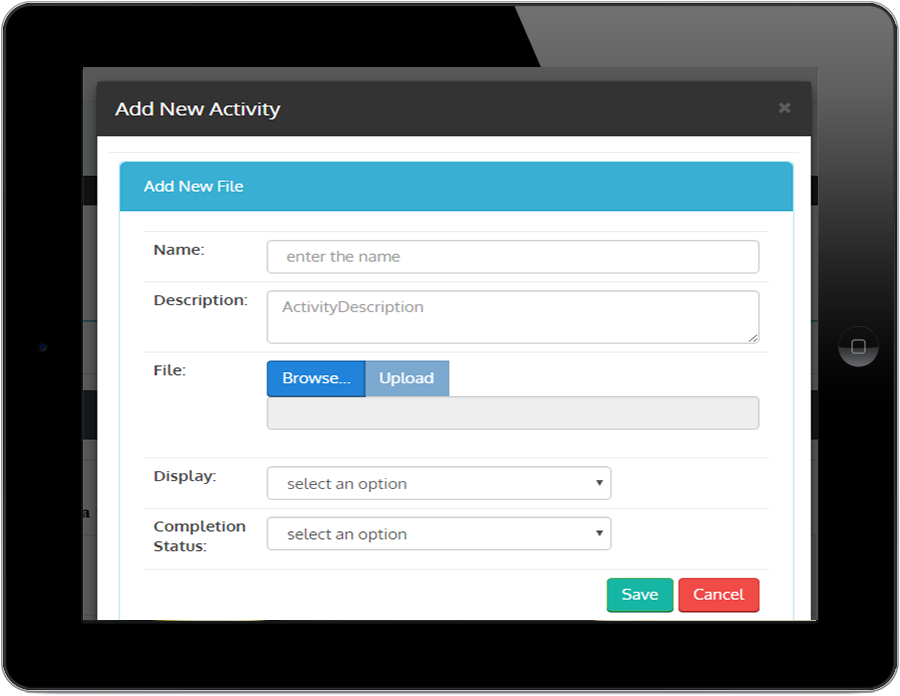 Add New Activity ×
Add New File
Name: enter the name
Description: ActivityDescription
File: Browse... Upload
Display: select an option
Completion
Status: select an option
Save Cancel